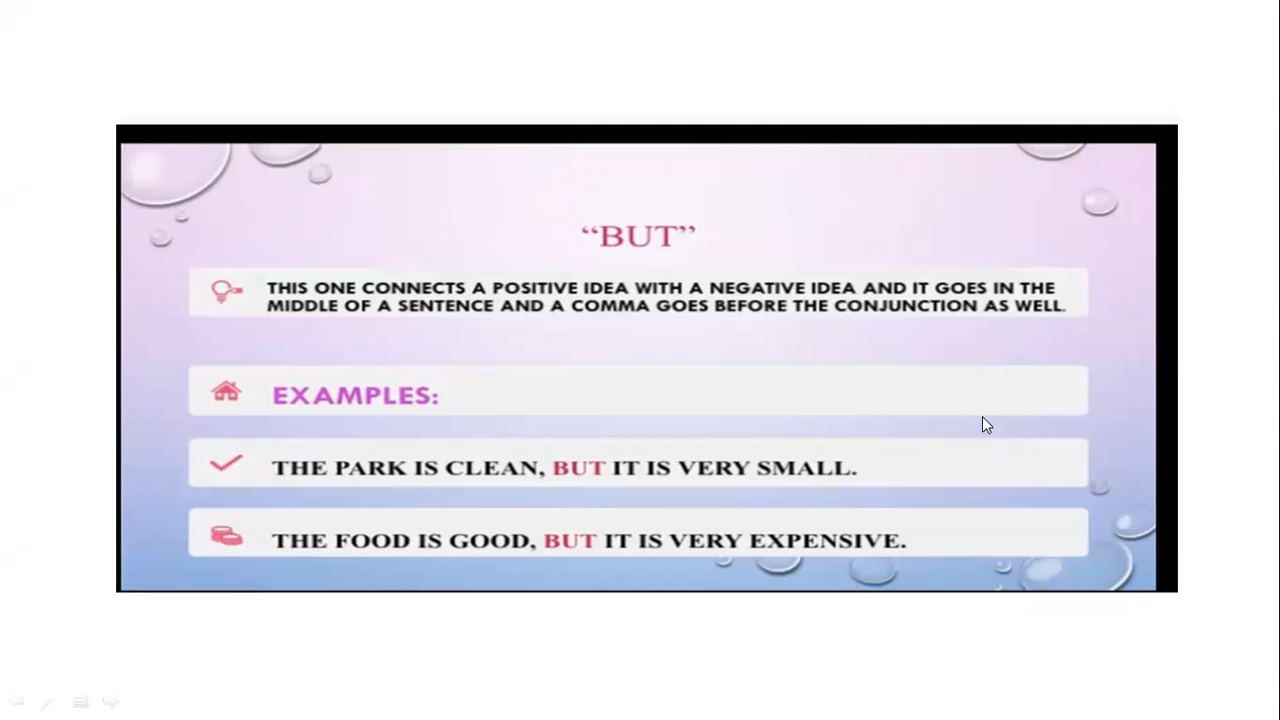 “BUT”
THIS ONE CONNECTS A POSITIVE IDEA WITH A NEGATIVE IDEA AND IT GOES IN THE
MIDDLE OF A SENTENCE AND A COMMA GOES BEFORE THE CONJUNCTION AS WELL.
EXAMPLES:
THE PARK IS CLEAN, BUT IT IS VERY SMALL.
THE FOOD IS GOOD, BUT IT IS VERY EXPENSIVE.